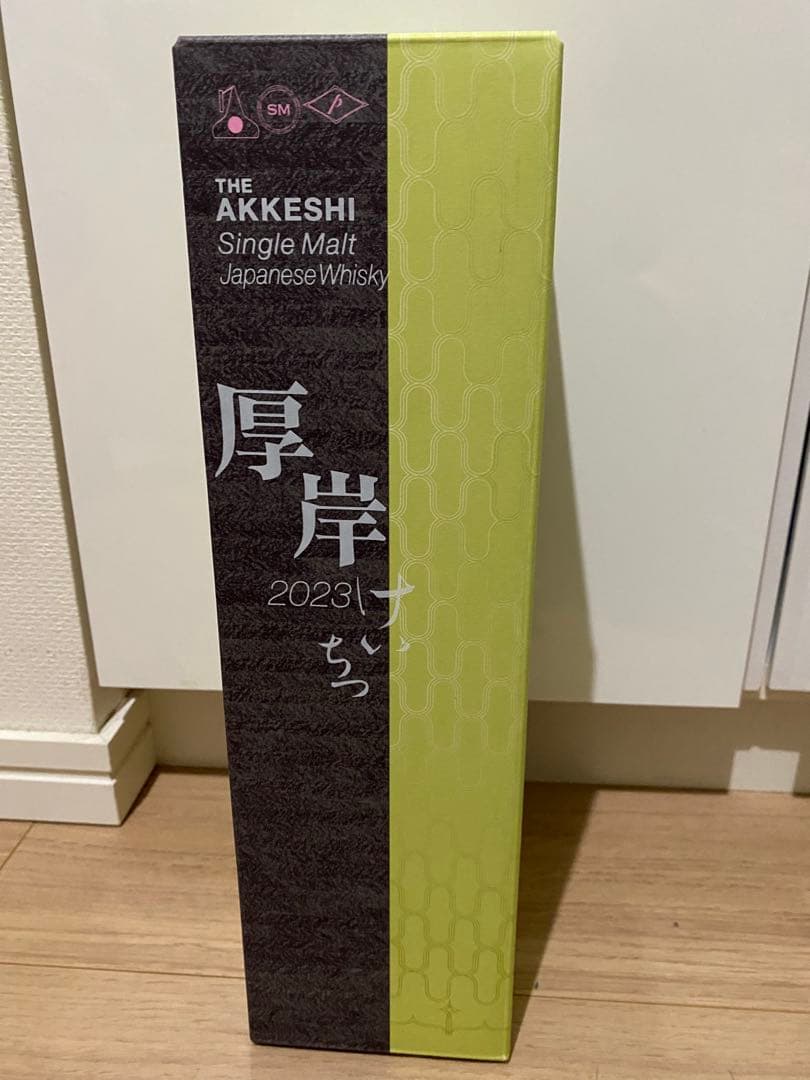 SM
P
THE
AKKESHI
Single Malt
Japanese Whisky
厚岸
2023
けいちつ